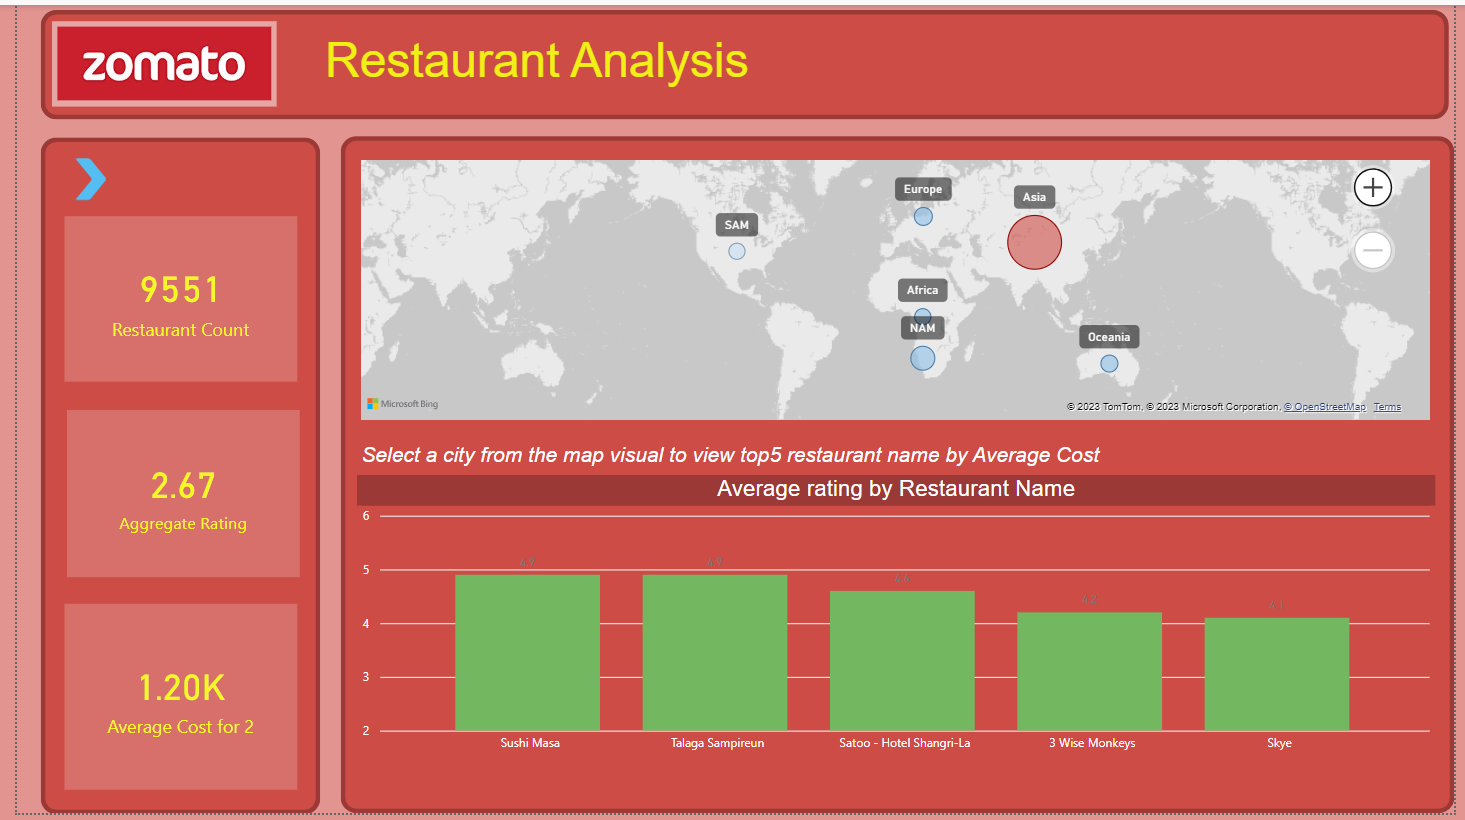 zomato
Restaurant Analysis
9551
Restaurant Count
2.67
Aggregate Rating
1.20K
Average Cost for 2
Europe
Asia
SAM
Africa
NAM
Oceania
Microsoft Bing
© 2023 TomTom, © 2023 Microsoft Corporation, © OpenStreetMap Terms
Select a city from the map visual to view top5 restaurant name by Average Cost
Average rating by Restaurant Name
6
5
4
3
2
4.9
4.9
4.6
4.2
4.1
Sushi Masa
Talaga Sampireun
Satoo - Hotel Shangri-La
3 Wise Monkeys
Skye